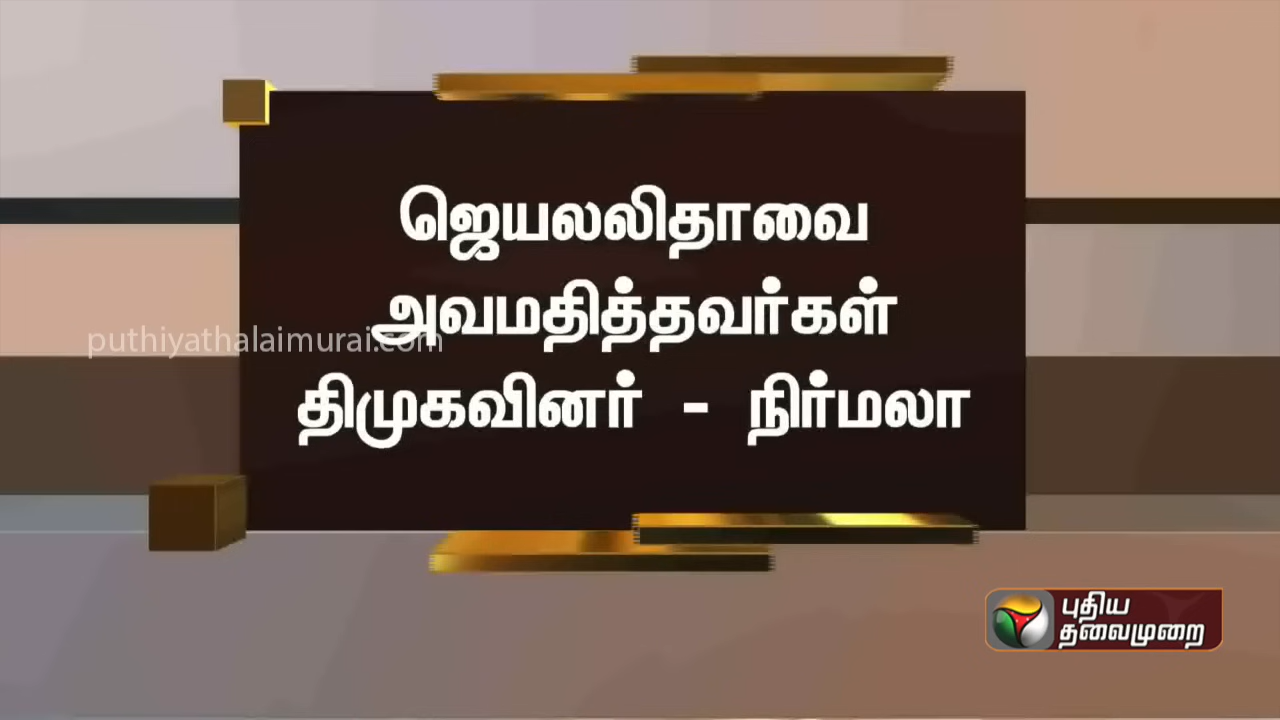 ஜெயலலிதாவை
அவமதித்தவர்கள்
puthiyathalaimurai.com
திமுகவினர் - நிர்மலா
புதிய
தலைமுறை